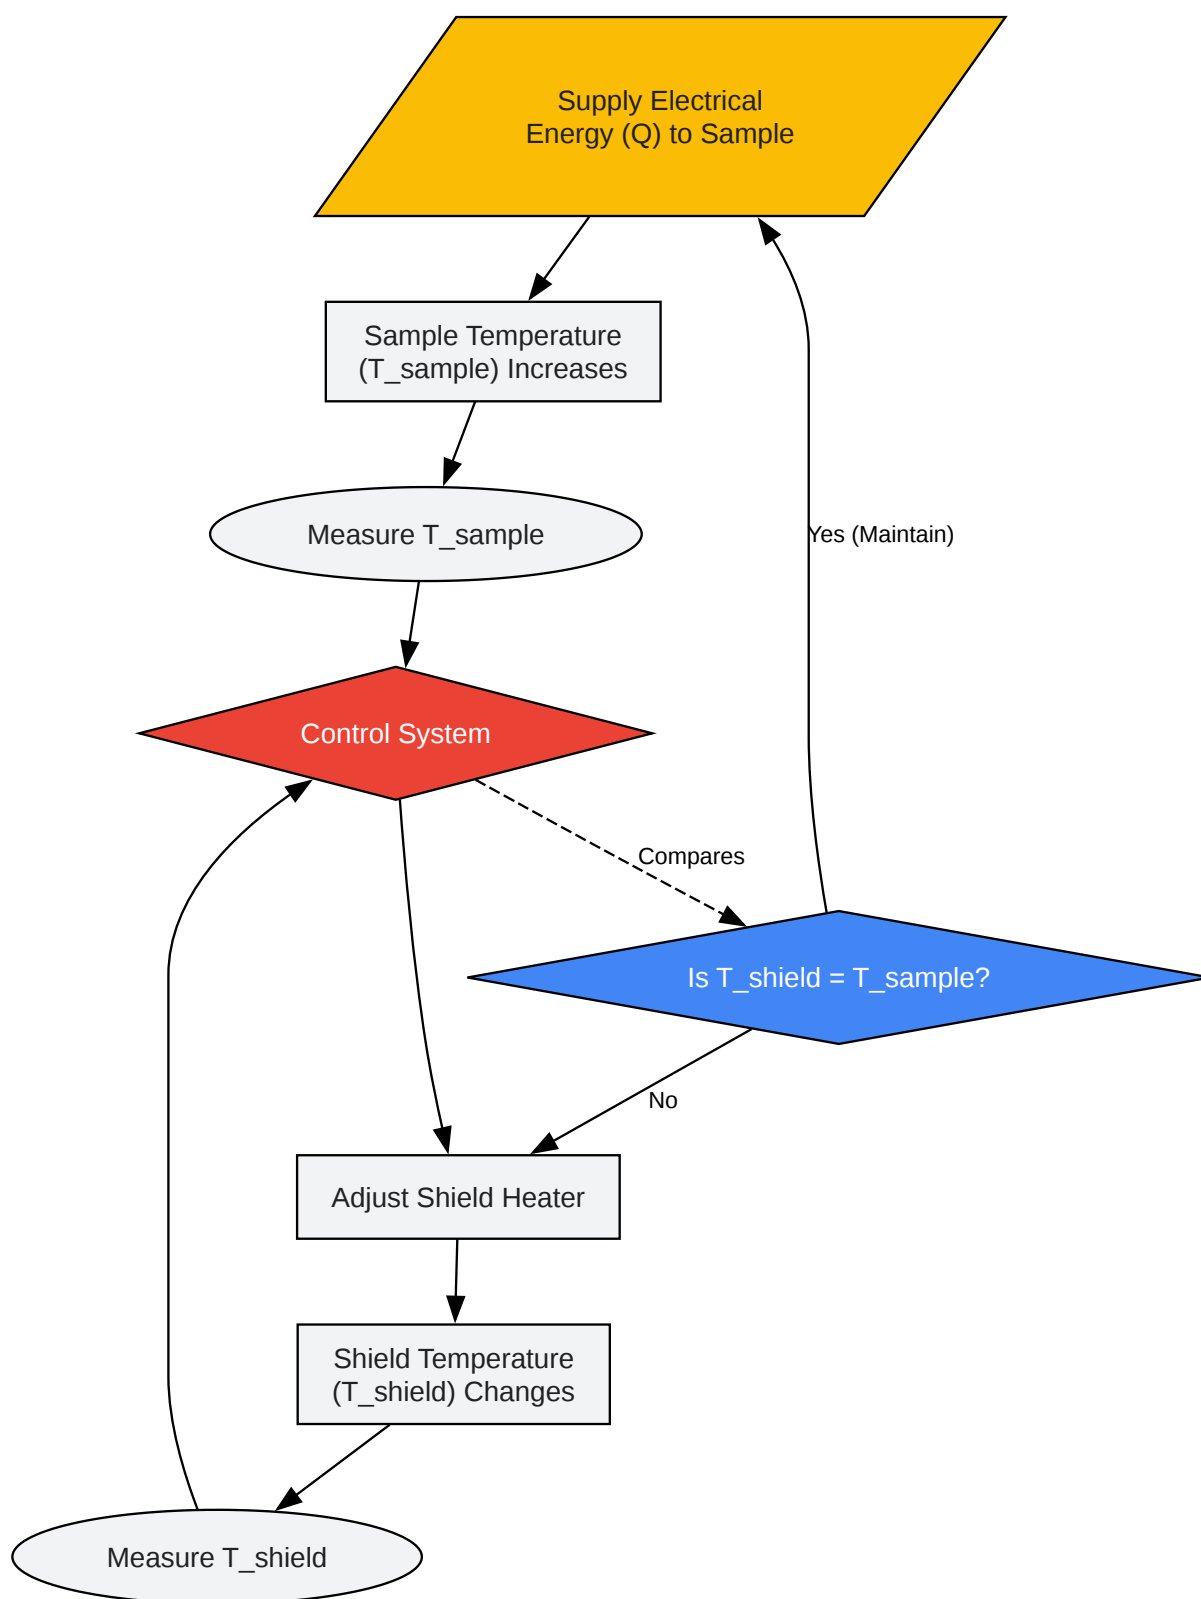 Supply Electrical
Energy (Q) to Sample
Sample Temperature
(T_sample) Increases
Measure T_sample
Yes (Maintain)
Control System
Compares
Is T_shield = T_sample?
No
Adjust Shield Heater
Shield Temperature
(T_shield) Changes
Measure T_shield